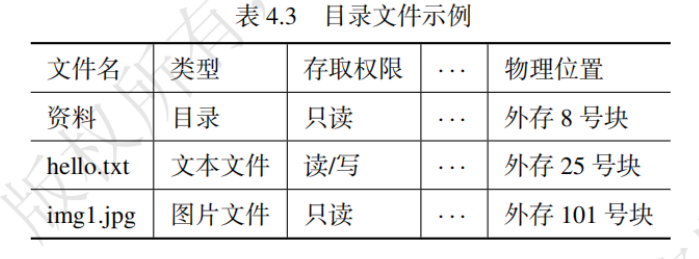 表 4.3 目录文件示例
文件名 类型 存取权限 ··· 物理位置
资料 目录 只读 ··· 外存 8 号块
hello.txt 文本文件 读/写 ··· 外存 25 号块
img1.jpg 图片文件 只读 ··· 外存 101 号块
版权所有